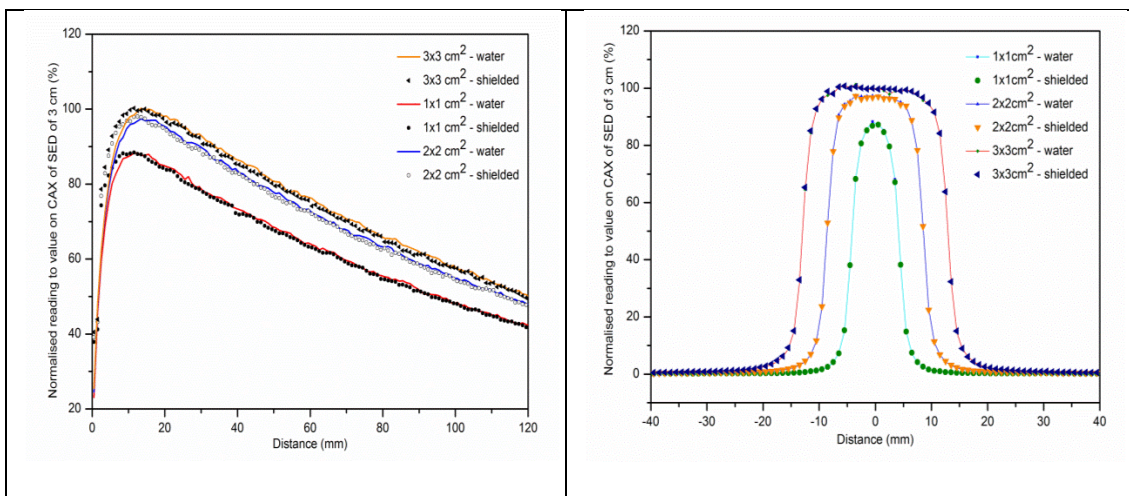 120
100
80
60
40
20
0
20
40
60
80
100
120
Normalised reading to value on CAX of SED of 3 cm (%)
Distance (mm)
3x3 cm2 - water
3x3 cm2 - shielded
1x1 cm2 - water
1x1 cm2 - shielded
2x2 cm2 - water
2x2 cm2 - shielded
120
100
80
60
40
20
0
-40
-30
-20
-10
0
10
20
30
40
Normalised reading to value on CAX of SED of 3 cm (%)
Distance (mm)
1x1cm2 - water
1x1cm2 - shielded
2x2cm2 - water
2x2cm2 - shielded
3x3cm2 - water
3x3cm2 - shielded